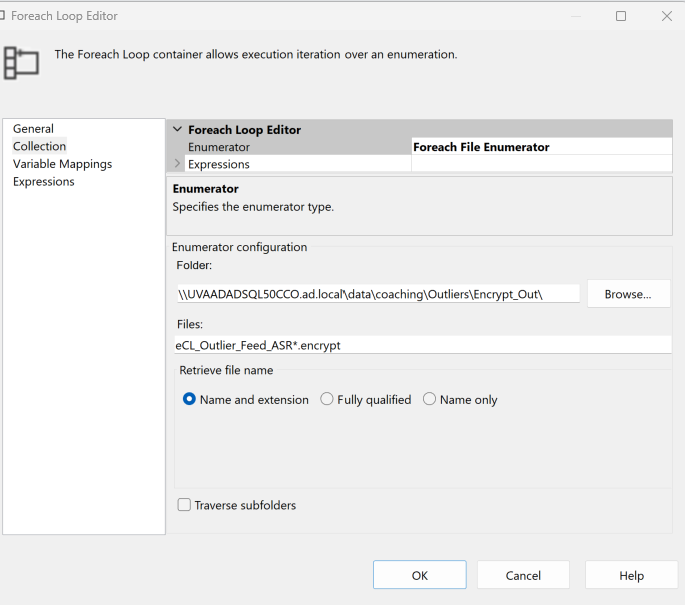 Foreach Loop Editor
The Foreach Loop container allows execution iteration over an enumeration.
General
Collection
Variable Mappings
Expressions
Foreach Loop Editor
Enumerator Foreach File Enumerator
Expressions
Enumerator
Specifies the enumerator type.
Enumerator configuration
Folder:
\\UVAADADSQL50CCO.ad.local\data\coaching\Outliers\Encrypt_Out\
Browse...
Files:
eCL_Outlier_Feed_ASR*.encrypt
Retrieve file name
Name and extension Fully qualified Name only
Traverse subfolders
OK Cancel Help